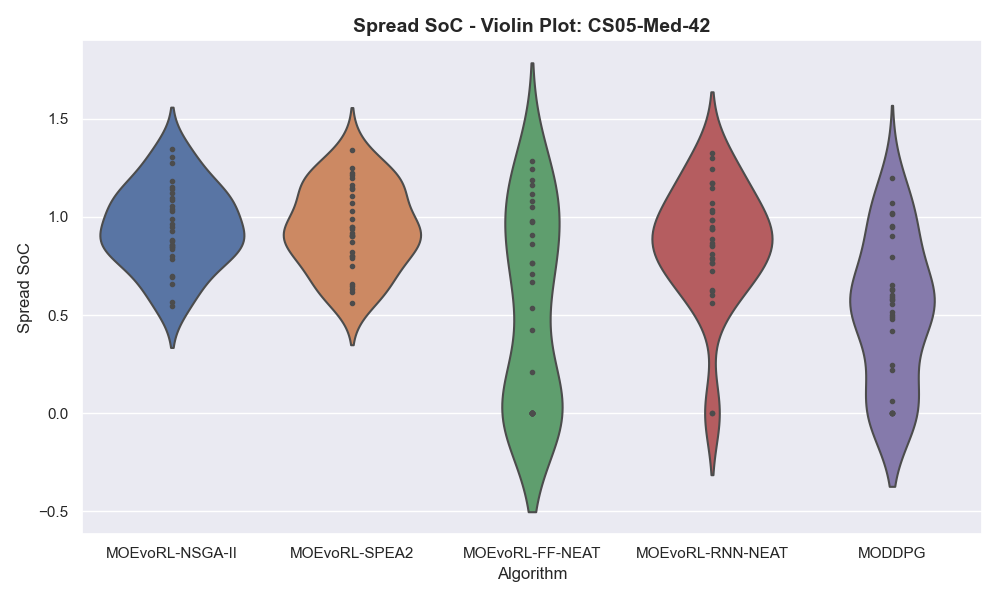 Spread SoC - Violin Plot: CS05-Med-42
Spread SoC
1.5
1.0
0.5
0.0
−0.5
MOEvoRL-NSGA-II
MOEvoRL-SPEA2
MOEvoRL-FF-NEAT
MOEvoRL-RNN-NEAT
MODDPG
Algorithm